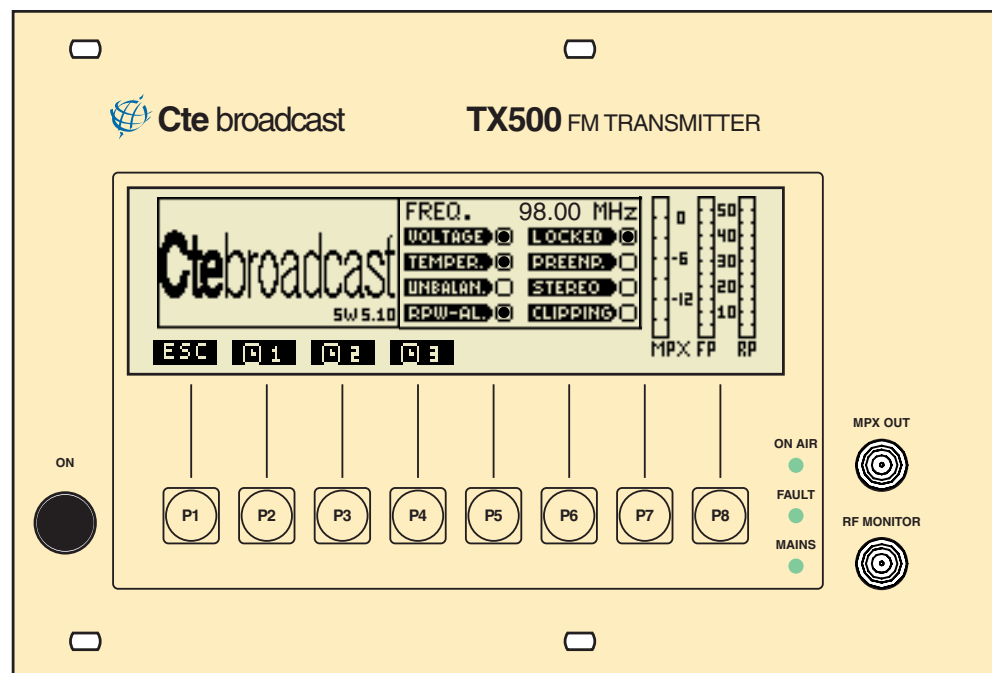 Cte broadcast
TX500 FM TRANSMITTER
Ctebroadcast
SW 5.10
FREQ. 98.00 MHz
VOLTAGE LOCKED
TEMPER. PREENP.
UNBALAN. STEREO
RPW-AL. CLIPPING
0
-6
-12
50
40
30
20
10
MPX FP RP
ESC 1 2 3
ON
P1 P2 P3 P4 P5 P6 P7 P8
ON AIR
FAULT
MAINS
MPX OUT
RF MONITOR